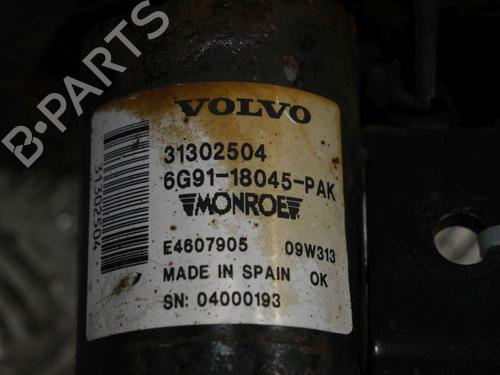 B-PARTS
VOLVO
31302504
6G91-18045-PAK
MONROE
E4607905 09W313
MADE IN SPAIN OK
SN: 04000193
31302504